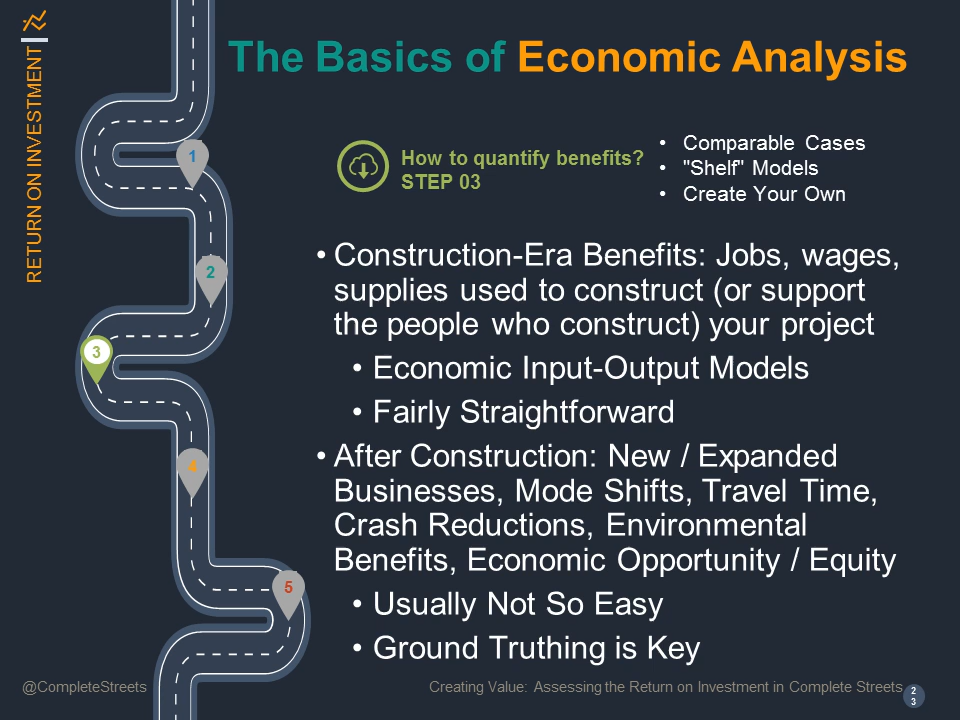 RETURN ON INVESTMENT
The Basics of Economic Analysis
1
2
3
4
5
How to quantify benefits?
STEP 03
• Comparable Cases
• "Shelf" Models
• Create Your Own
• Construction-Era Benefits: Jobs, wages,
supplies used to construct (or support
the people who construct) your project
• Economic Input-Output Models
• Fairly Straightforward
• After Construction: New / Expanded
Businesses, Mode Shifts, Travel Time,
Crash Reductions, Environmental
Benefits, Economic Opportunity / Equity
• Usually Not So Easy
• Ground Truthing is Key
@CompleteStreets
Creating Value: Assessing the Return on Investment in Complete Streets
2
3